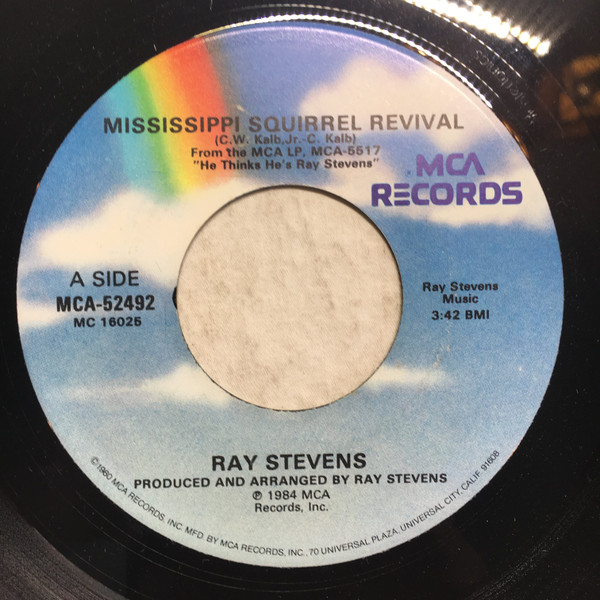 MISSISSIPPI SQUIRREL REVIVAL
(C.W. Kalb,Jr.-C. Kalb)
From the MCA LP, MCA-5517
"He Thinks He's Ray Stevens"
MCA
RECORDS
A SIDE
MCA-52492
MC 16025
Ray Stevens
Music
3:42 BMI
RAY STEVENS
PRODUCED AND ARRANGED BY RAY STEVENS
℗ 1984 MCA
Records, Inc.
©1980 MCA RECORDS, INC. MFD. BY MCA RECORDS, INC., 70 UNIVERSAL PLAZA, UNIVERSAL CITY, CALIF. 91608